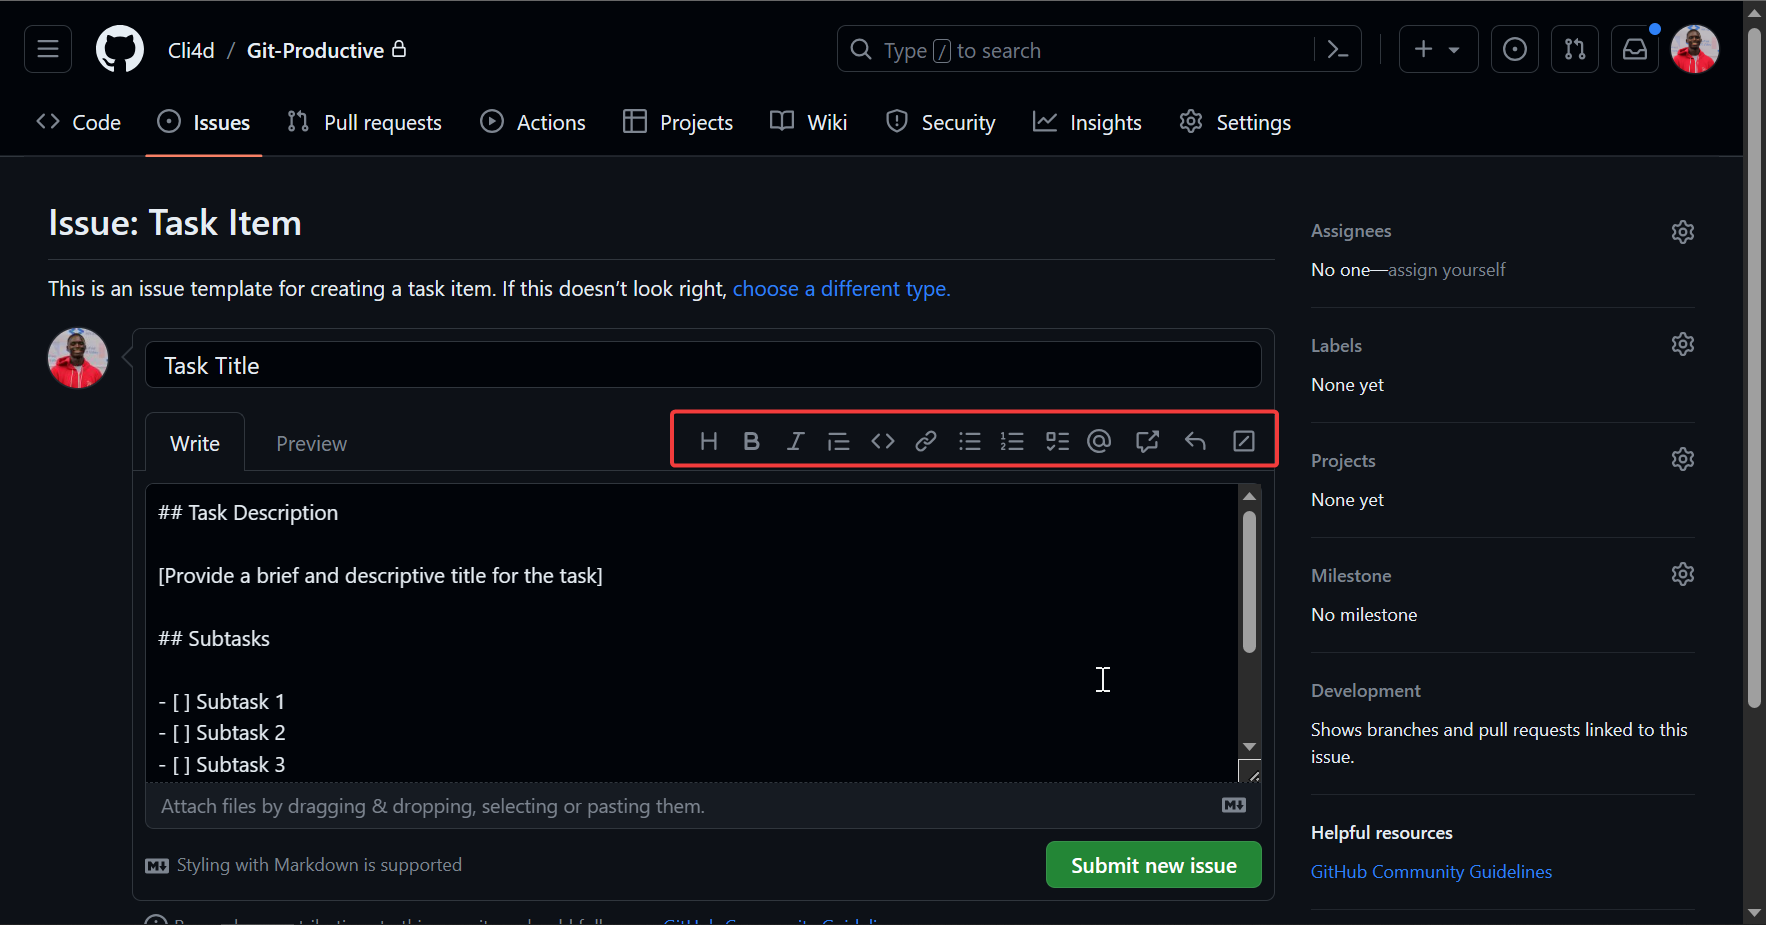 Cli4d / Git-Productive
Type / to search
Code Issues Pull requests Actions Projects Wiki Security Insights Settings
Issue: Task Item
This is an issue template for creating a task item. If this doesn’t look right, choose a different type.
Task Title
Write Preview
## Task Description
[Provide a brief and descriptive title for the task]
## Subtasks
- [ ] Subtask 1
- [ ] Subtask 2
- [ ] Subtask 3
Attach files by dragging & dropping, selecting or pasting them.
Styling with Markdown is supported
Submit new issue
Assignees
No one—assign yourself
Labels
None yet
Projects
None yet
Milestone
No milestone
Development
Shows branches and pull requests linked to this
issue.
Helpful resources
GitHub Community Guidelines